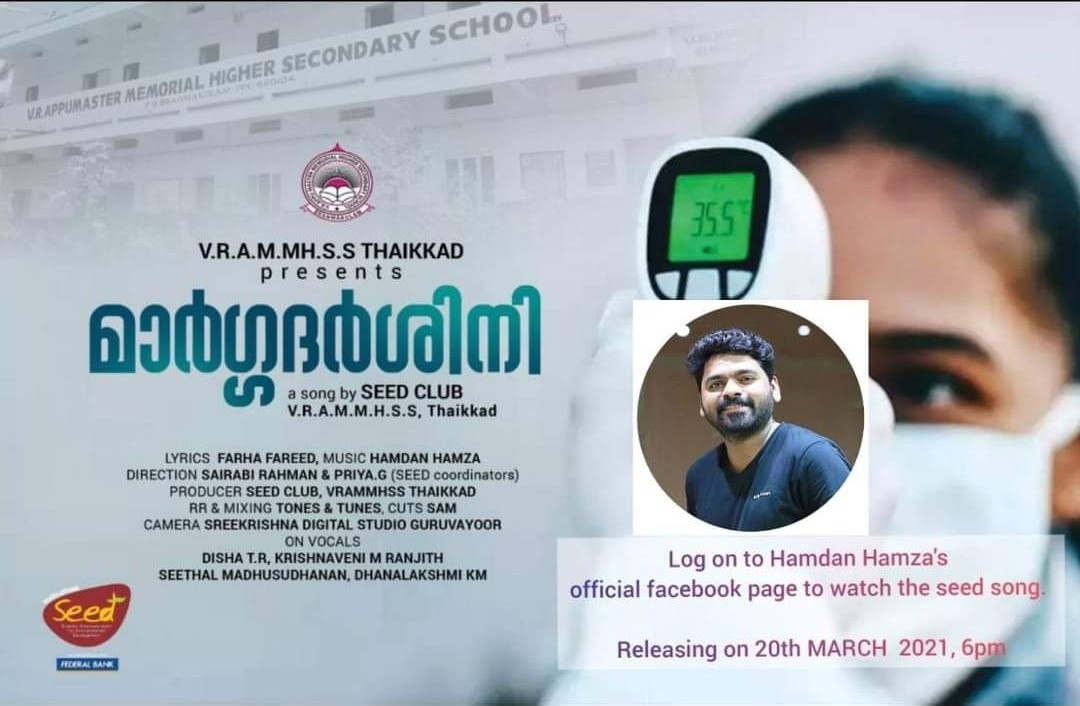 V.R.APPUMASTER MEMORIAL HIGHER SECONDARY SCHOOL
V.R.A.M.MH.S.S THAIKKAD
presents
മാർഗ്ഗദർശിനി
a song by SEED CLUB
V.R.A.M.M.H.S.S, Thaikkad
LYRICS FARHA FAREED, MUSIC HAMDAN HAMZA
DIRECTION SAIRABI RAHMAN & PRIYA.G (SEED coordinators)
PRODUCER SEED CLUB, VRAMMHSS THAIKKAD
RR & MIXING TONES & TUNES, CUTS SAM
CAMERA SREEKRISHNA DIGITAL STUDIO GURUVAYOOR
ON VOCALS
DISHA T.R, KRISHNAVENI M RANJITH
SEETHAL MADHUSUDHANAN, DHANALAKSHMI KM
Seed
FEDERAL BANK
35.5°C
Log on to Hamdan Hamza's
official facebook page to watch the seed song.
Releasing on 20th MARCH 2021, 6pm